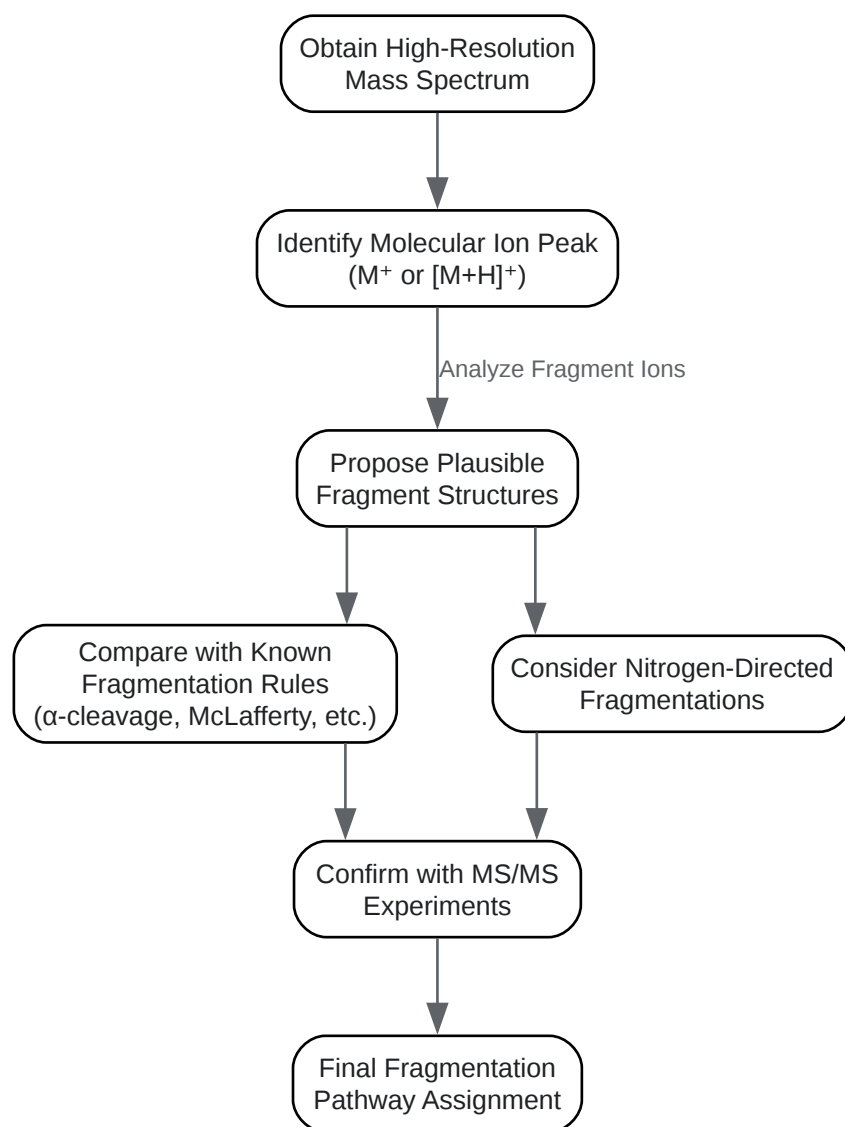 Obtain High-Resolution
Mass Spectrum
Identify Molecular Ion Peak
(M⁺ or [M+H]⁺)
Analyze Fragment Ions
Propose Plausible
Fragment Structures
Compare with Known
Fragmentation Rules
(α-cleavage, McLafferty, etc.)
Consider Nitrogen-Directed
Fragmentations
Confirm with MS/MS
Experiments
Final Fragmentation
Pathway Assignment